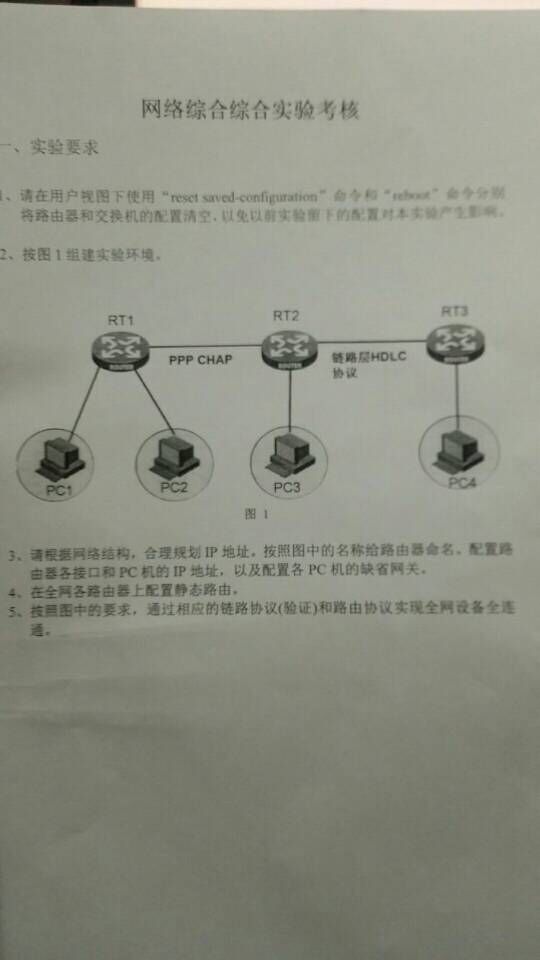 网络综合综合实验考核
一、实验要求
1、请在用户视图下使用“reset saved-configuration”命令和“reboot”命令分别
将路由器和交换机的配置清空，以免以前实验留下的配置对本实验产生影响。
2、按图1组建实验环境。
RT1 RT2 RT3
PPP CHAP 链路层HDLC
协议
ROUTER ROUTER ROUTER
PC1 PC2 PC3 PC4
图 1
3、请根据网络结构，合理规划 IP 地址，按照图中的名称给路由器命名、配置路
由器各接口和 PC 机的 IP 地址，以及配置各 PC 机的缺省网关。
4、在全网各路由器上配置静态路由。
5、按照图中的要求，通过相应的链路协议(验证)和路由协议实现全网设备全连
通。